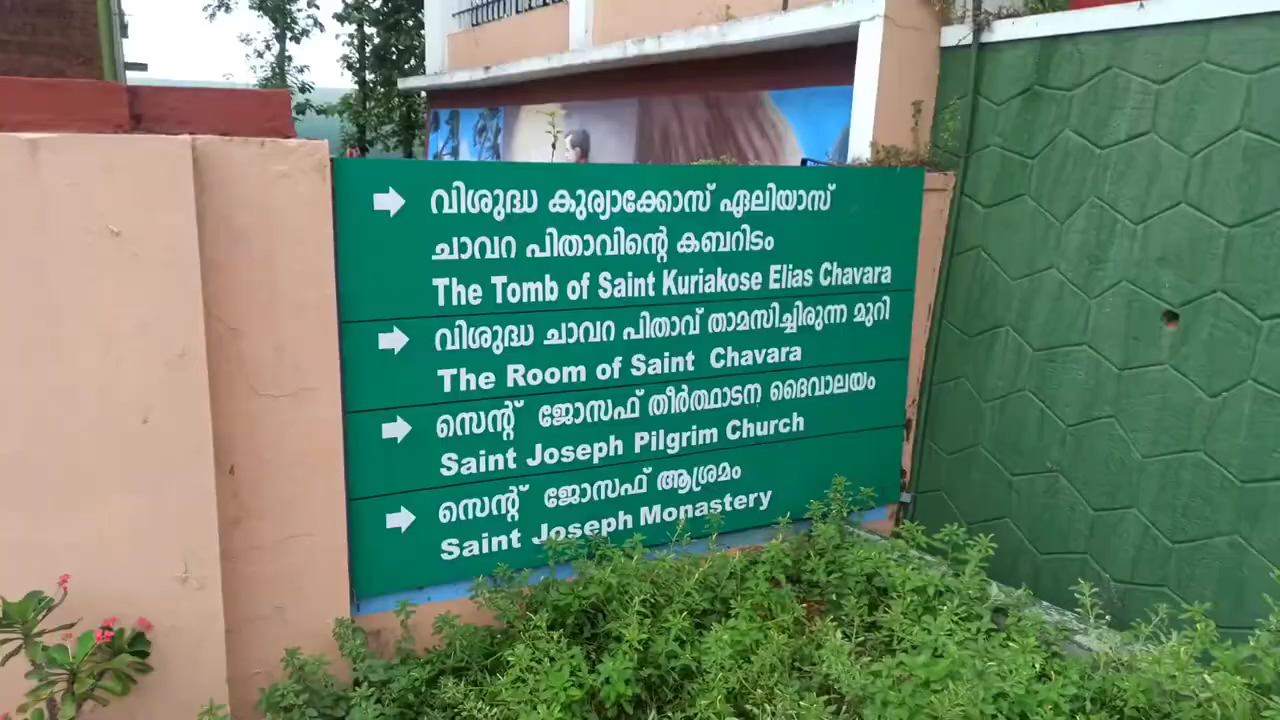 വിശുദ്ധ കുര്യാക്കോസ് ഏലിയാസ്
ചാവറ പിതാവിന്റെ കബറിടം
The Tomb of Saint Kuriakose Elias Chavara
വിശുദ്ധ ചാവറ പിതാവ് താമസിച്ചിരുന്ന മുറി
The Room of Saint Chavara
സെന്റ് ജോസഫ് തീർത്ഥാടന ദൈവാലയം
Saint Joseph Pilgrim Church
സെന്റ് ജോസഫ് ആശ്രമം
Saint Joseph Monastery